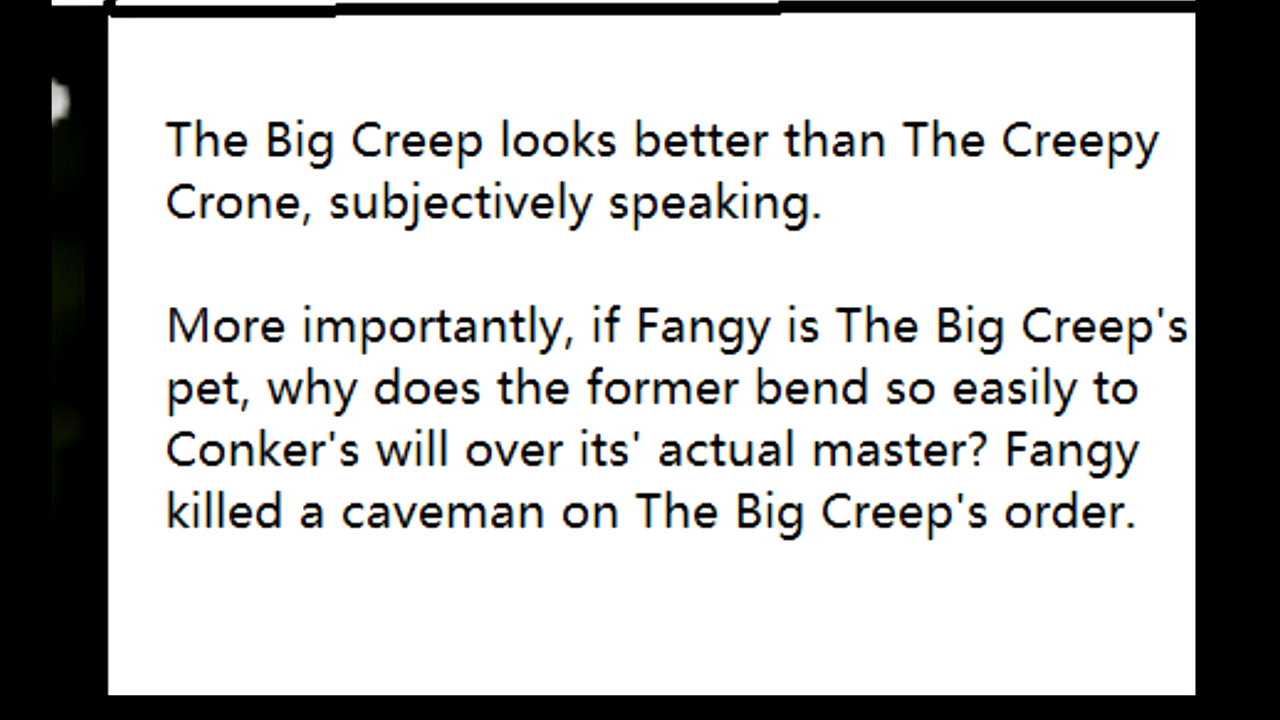 The Big Creep looks better than The Creepy
Crone, subjectively speaking.
More importantly, if Fangy is The Big Creep's
pet, why does the former bend so easily to
Conker's will over its' actual master? Fangy
killed a caveman on The Big Creep's order.